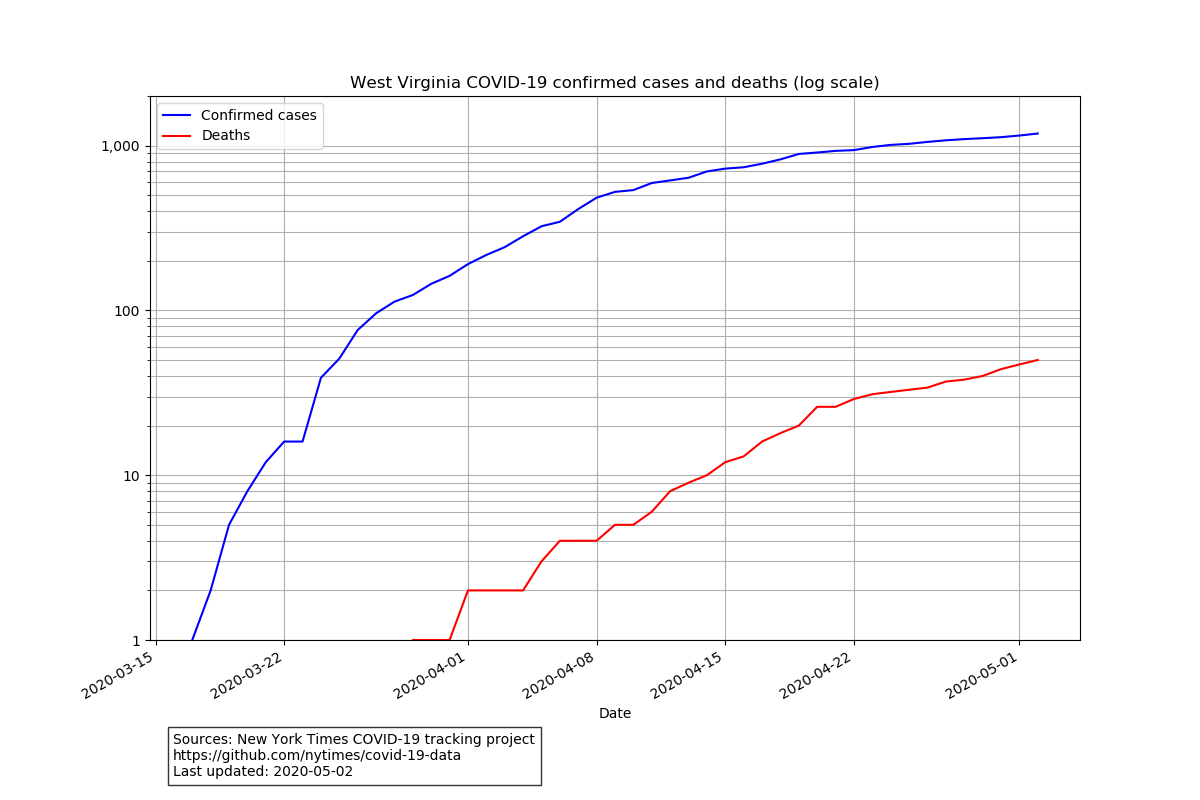 West Virginia COVID-19 confirmed cases and deaths (log scale)
Confirmed cases
Deaths
1,000
100
10
1
2020-03-15
2020-03-22
2020-04-01
2020-04-08
2020-04-15
2020-04-22
2020-05-01
Date
Sources: New York Times COVID-19 tracking project
https://github.com/nytimes/covid-19-data
Last updated: 2020-05-02